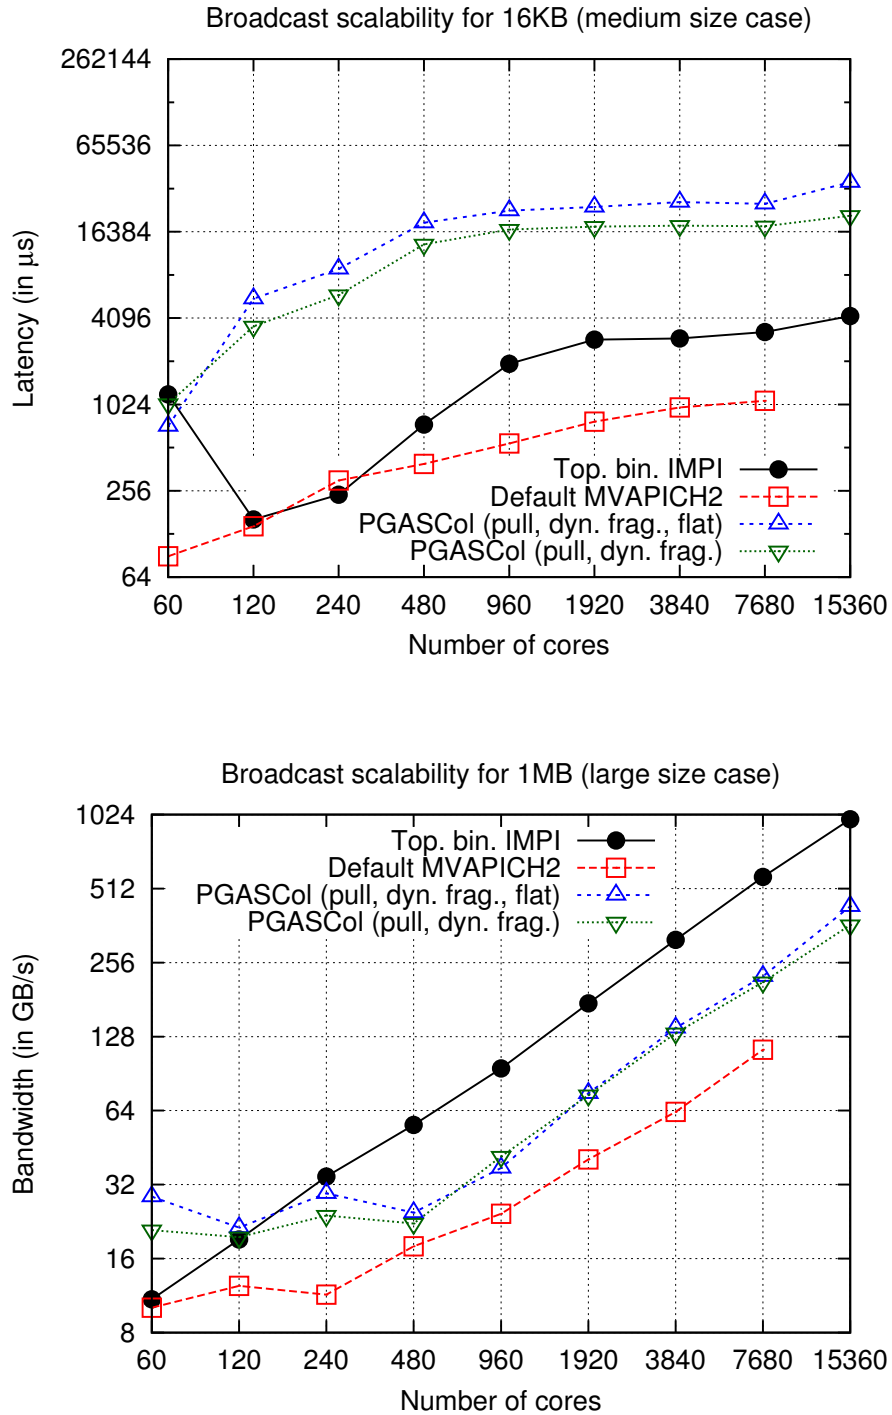 Broadcast scalability for 16KB (medium size case)
262144
65536
16384
4096
1024
256
64
Latency (in μs)
Top. bin. IMPI
Default MVAPICH2
PGASCol (pull, dyn. frag., flat)
PGASCol (pull, dyn. frag.)
60 120 240 480 960 1920 3840 7680 15360
Number of cores
Broadcast scalability for 1MB (large size case)
1024
512
256
128
64
32
16
8
Bandwidth (in GB/s)
Top. bin. IMPI
Default MVAPICH2
PGASCol (pull, dyn. frag., flat)
PGASCol (pull, dyn. frag.)
60 120 240 480 960 1920 3840 7680 15360
Number of cores